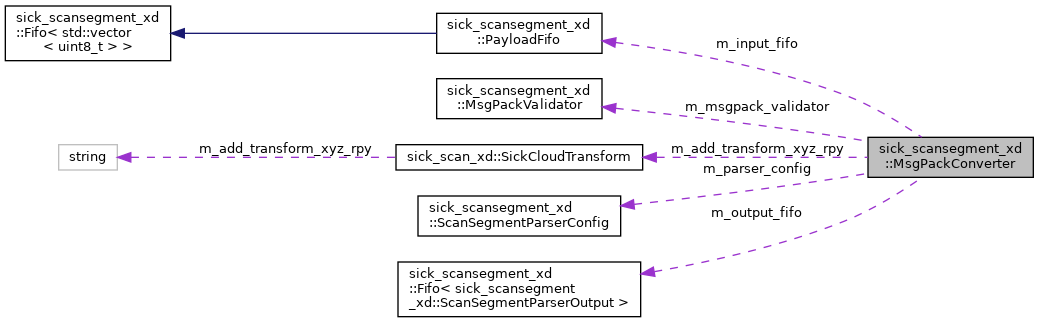 sick_scansegment_xd
::Fifo< std::vector
< uint8_t > >
sick_scansegment_xd
::PayloadFifo
m_input_fifo
sick_scansegment_xd
::MsgPackValidator
m_msgpack_validator
string
m_add_transform_xyz_rpy
sick_scan_xd::SickCloudTransform
m_add_transform_xyz_rpy
sick_scansegment_xd
::MsgPackConverter
m_parser_config
sick_scansegment_xd
::ScanSegmentParserConfig
m_output_fifo
sick_scansegment_xd
::Fifo< sick_scansegment
_xd::ScanSegmentParserOutput >